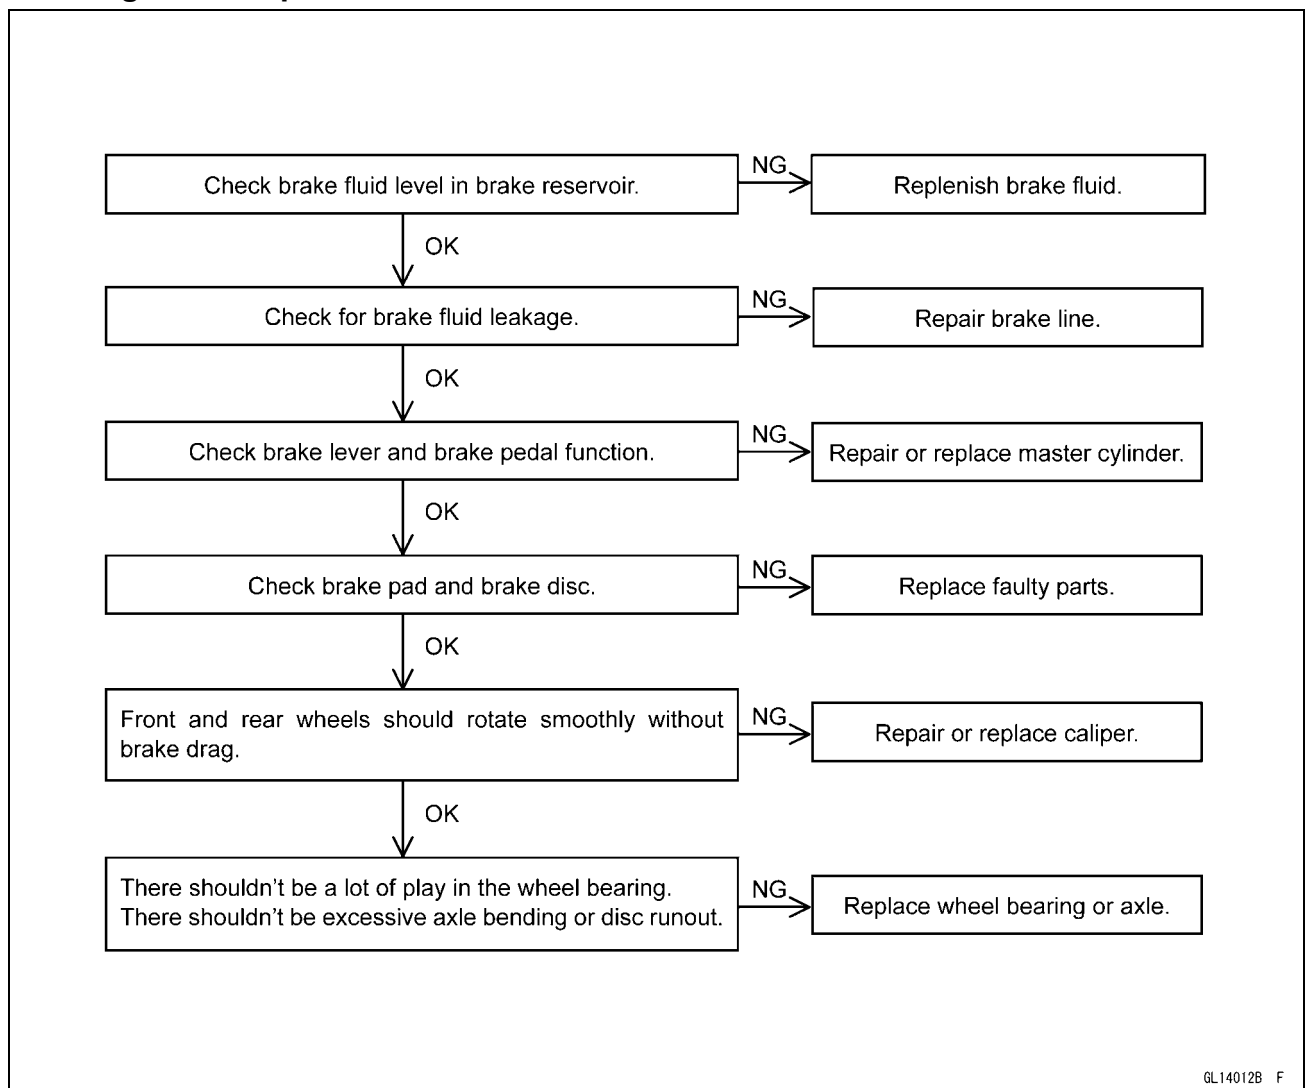 Check brake fluid level in brake reservoir.
NG
Replenish brake fluid.
OK
Check for brake fluid leakage.
NG
Repair brake line.
OK
Check brake lever and brake pedal function.
NG
Repair or replace master cylinder.
OK
Check brake pad and brake disc.
NG
Replace faulty parts.
OK
Front and rear wheels should rotate smoothly without
brake drag.
NG
Repair or replace caliper.
OK
There shouldn't be a lot of play in the wheel bearing.
There shouldn't be excessive axle bending or disc runout.
NG
Replace wheel bearing or axle.
GL14012B F